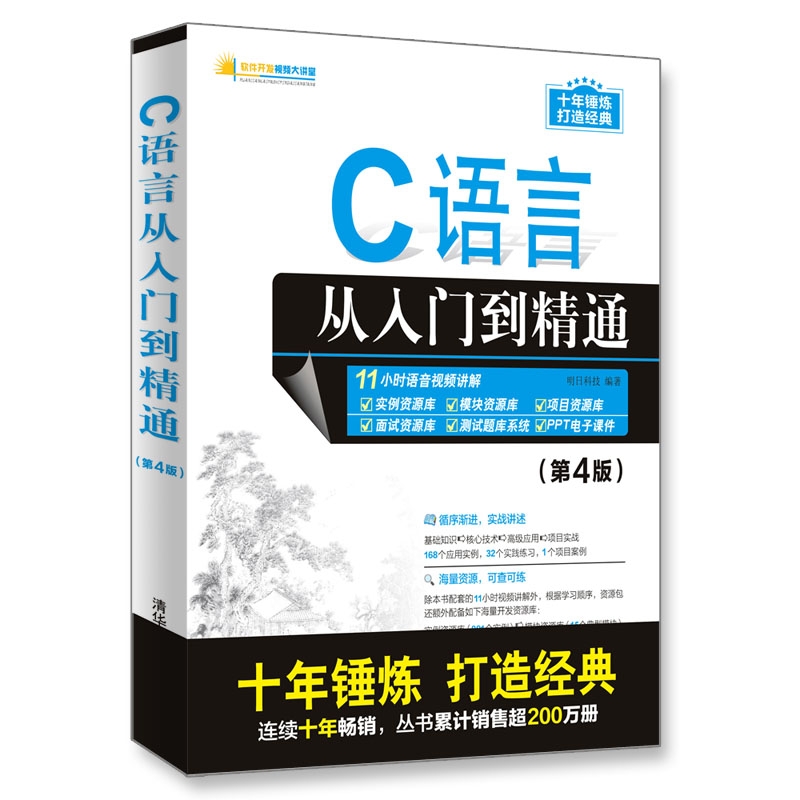 C语言从入门到精通
(第4版)
清华
软件开发视频大讲堂
十年锤炼
打造经典
C语言
从入门到精通
11小时语音视频讲解
明日科技 编著
实例资源库 模块资源库 项目资源库
面试资源库 测试题库系统 PPT电子课件
(第4版)
循序渐进，实战讲述
基础知识 核心技术 高级应用 项目实战
168个应用实例，32个实践练习，1个项目案例
海量资源，可查可练
除本书配套的11小时视频讲解外，根据学习顺序，资源包
还额外配备如下海量开发资源库：
十年锤炼 打造经典
连续十年畅销，丛书累计销售超200万册